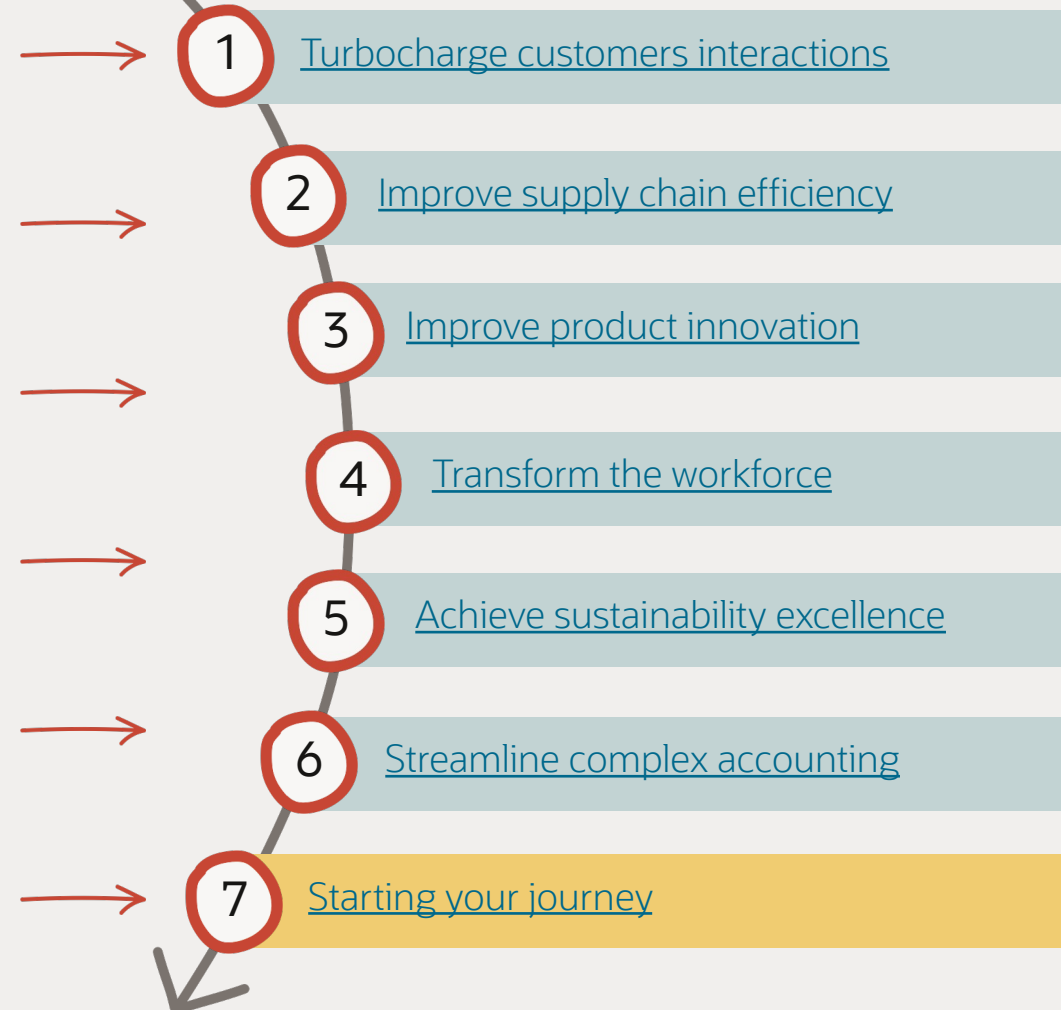 1 Turbocharge customers interactions
2 Improve supply chain efficiency
3 Improve product innovation
4 Transform the workforce
5 Achieve sustainability excellence
6 Streamline complex accounting
7 Starting your journey